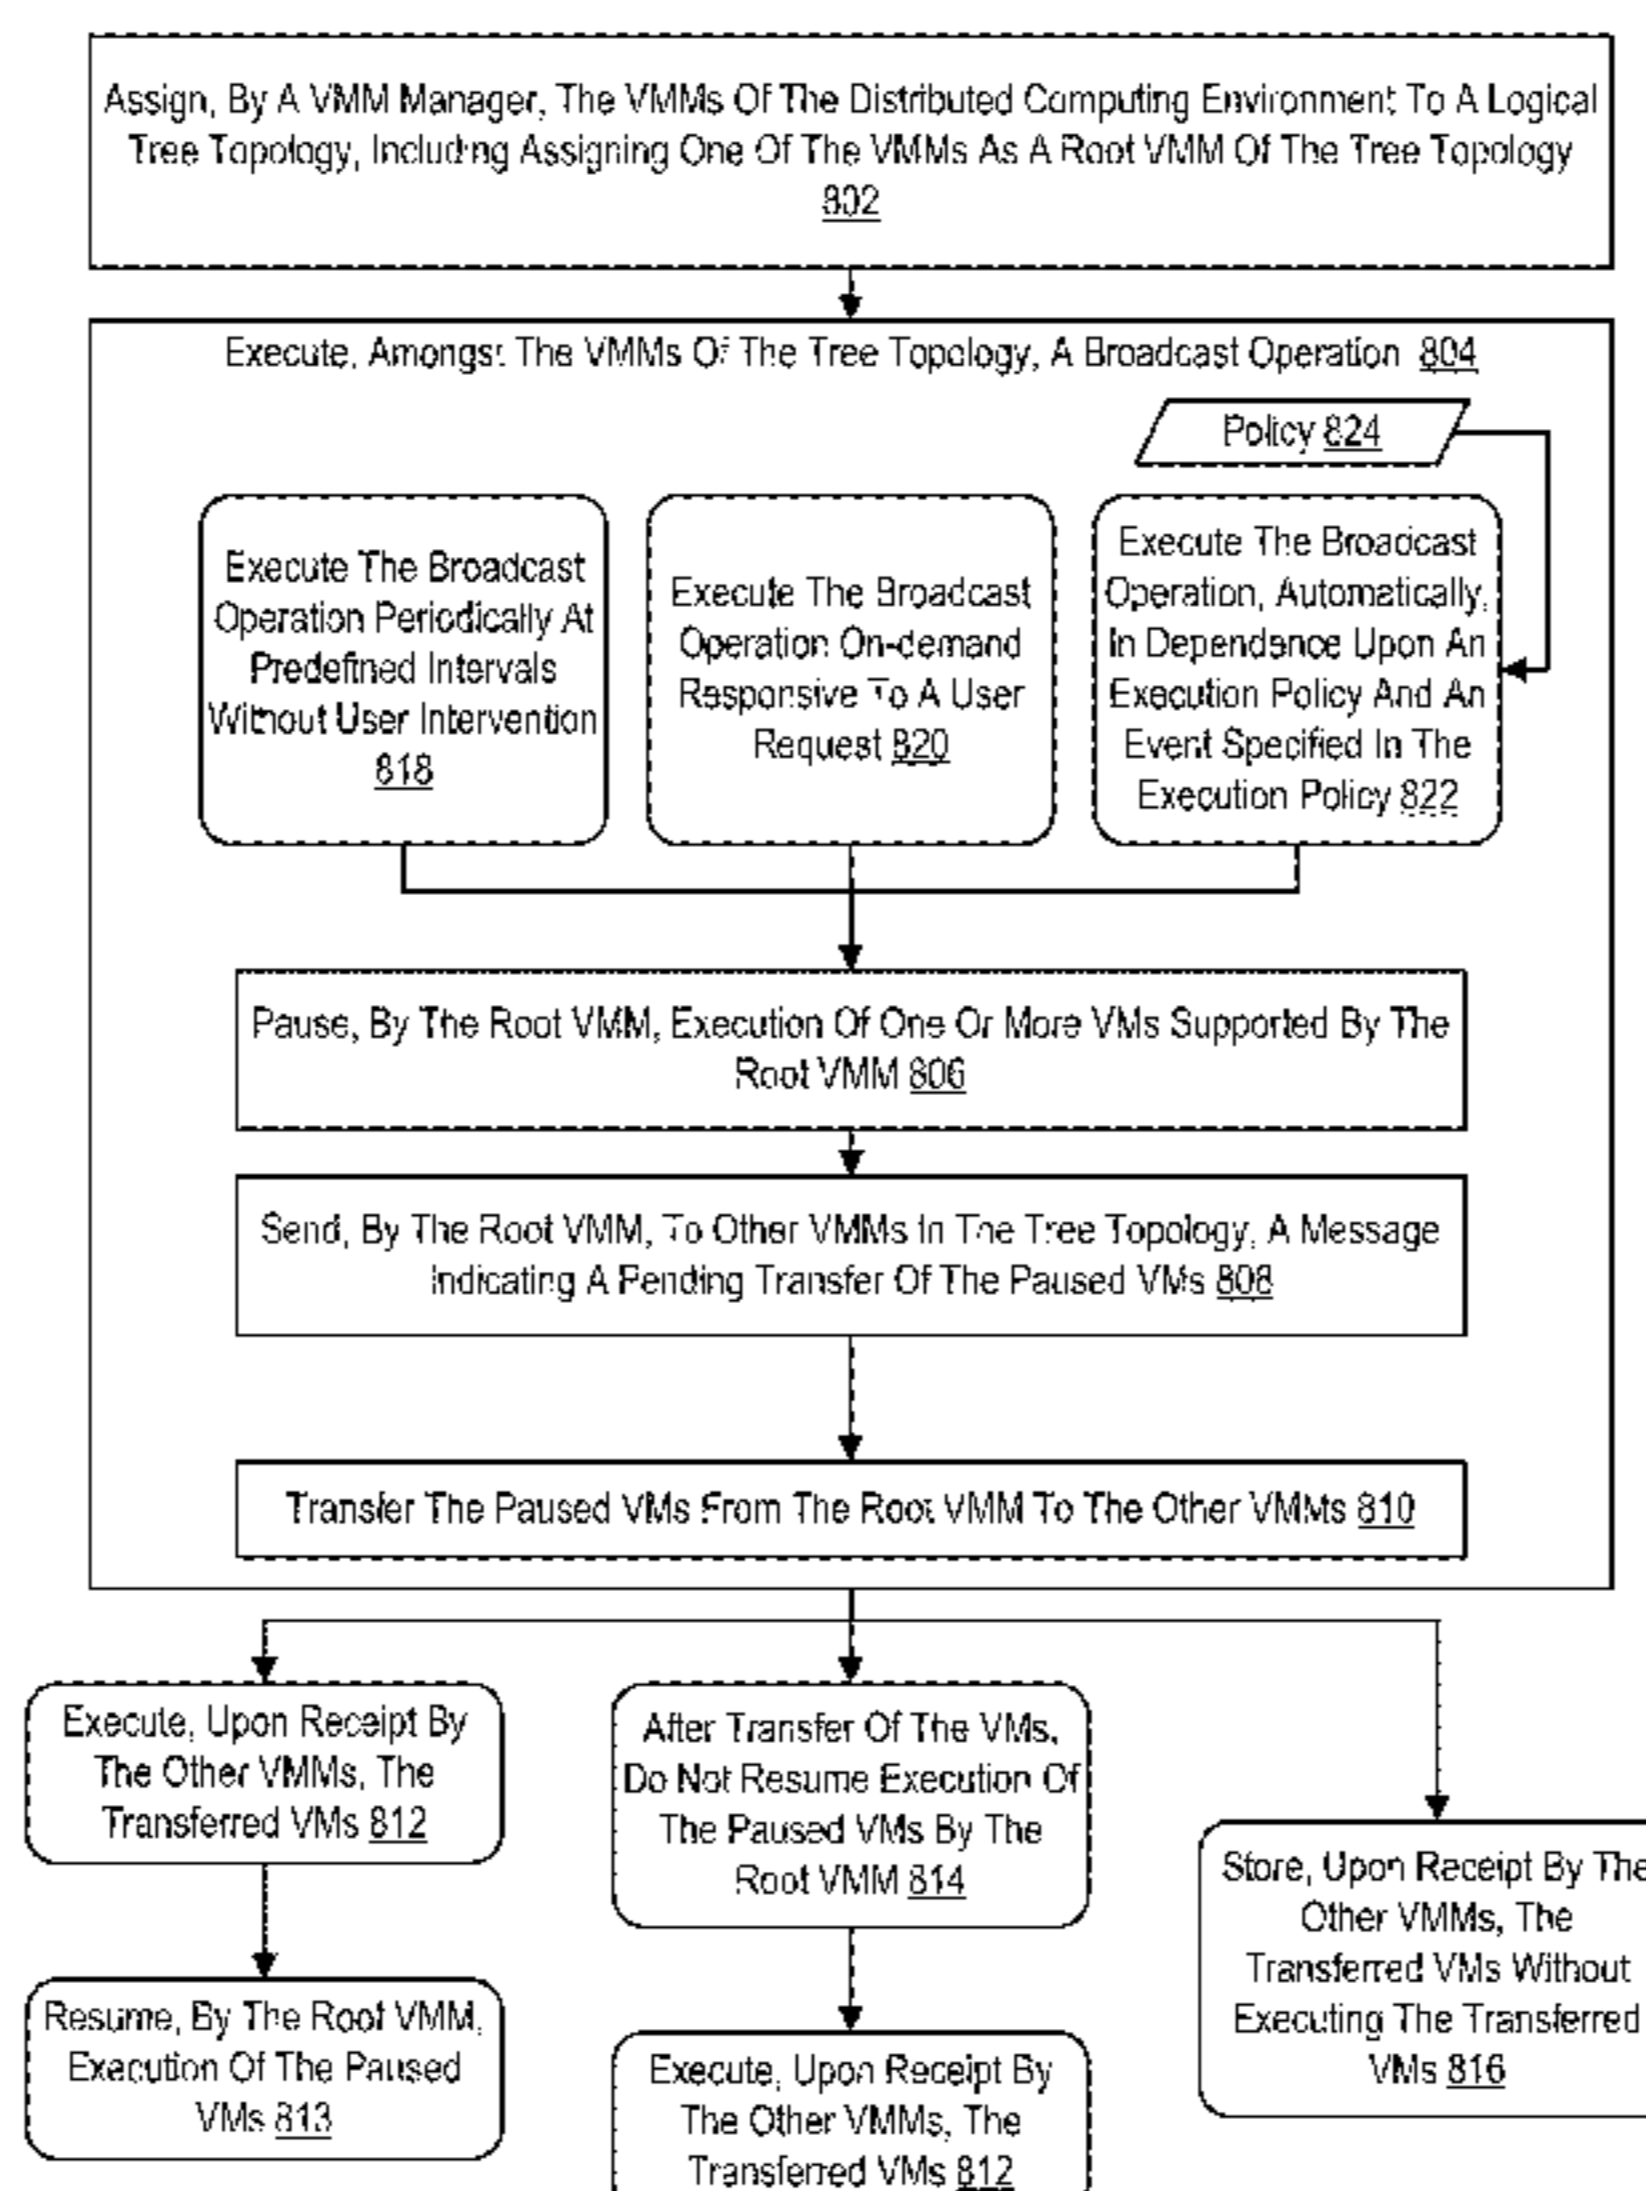 Assign, By A VMM Manager, The VMMs Of The Distributed Computing Environment To A Logical
Tree Topology, Including Assigning One Of The VMMs As A Root VMM Of The Tree Topology
802
Execute, Amongst The VMMs Of The Tree Topology, A Broadcast Operation 804
Policy 824
Execute The Broadcast
Operation Periodically At
Predefined Intervals
Without User Intervention
818
Execute The Broadcast
Operation On-demand
Responsive To A User
Request 820
Execute The Broadcast
Operation, Automatically,
In Dependence Upon An
Execution Policy And An
Event Specified In The
Execution Policy 822
Pause, By The Root VMM, Execution Of One Or More VMs Supported By The
Root VMM 806
Send, By The Root VMM, To Other VMMs In The Tree Topology, A Message
Indicating A Pending Transfer Of The Paused VMs 808
Transfer The Paused VMs From The Root VMM To The Other VMMs 810
Execute, Upon Receipt By
The Other VMMs, The
Transferred VMs 812
Resume, By The Root VMM,
Execution Of The Paused
VMs 813
After Transfer Of The VMs,
Do Not Resume Execution Of
The Paused VMs By The
Root VMM 814
Execute, Upon Receipt By
The Other VMMs, The
Transferred VMs 812
Store, Upon Receipt By The
Other VMMs, The
Transferred VMs Without
Executing The Transferred
VMs 816